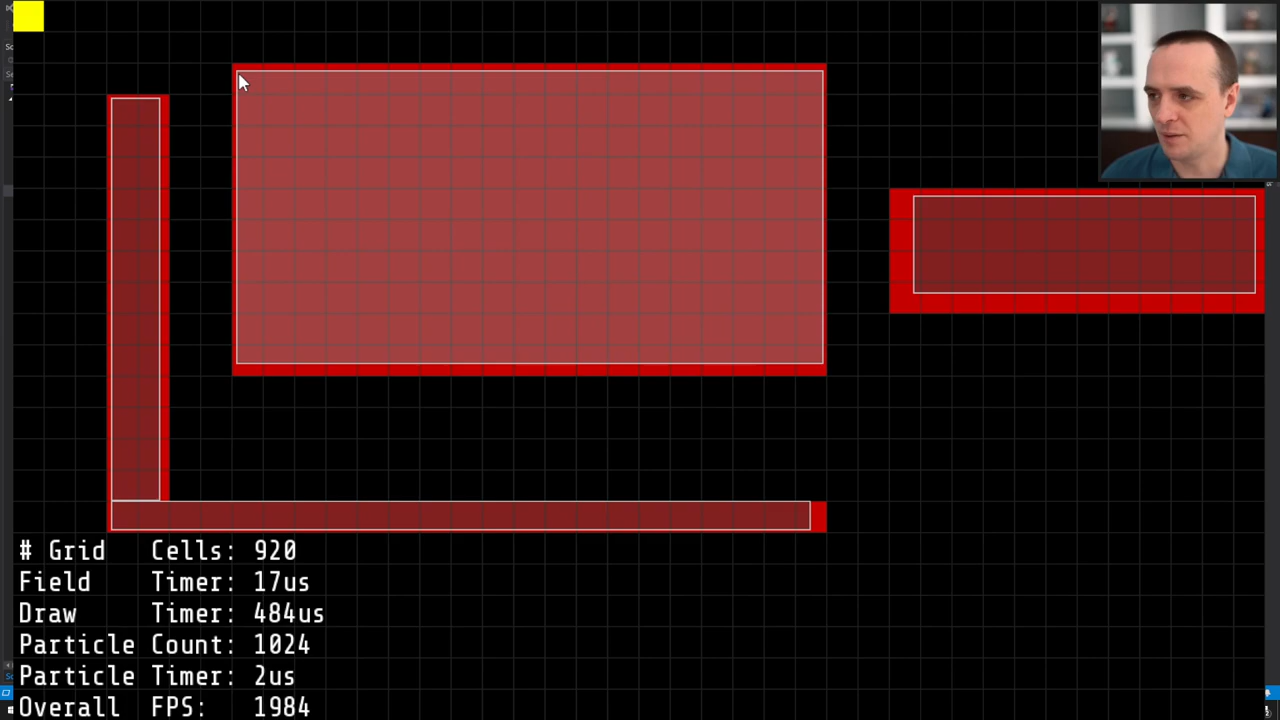 # Grid Cells: 920
Field Timer: 17us
Draw Timer: 484us
Particle Count: 1024
Particle Timer: 2us
Overall FPS: 1984